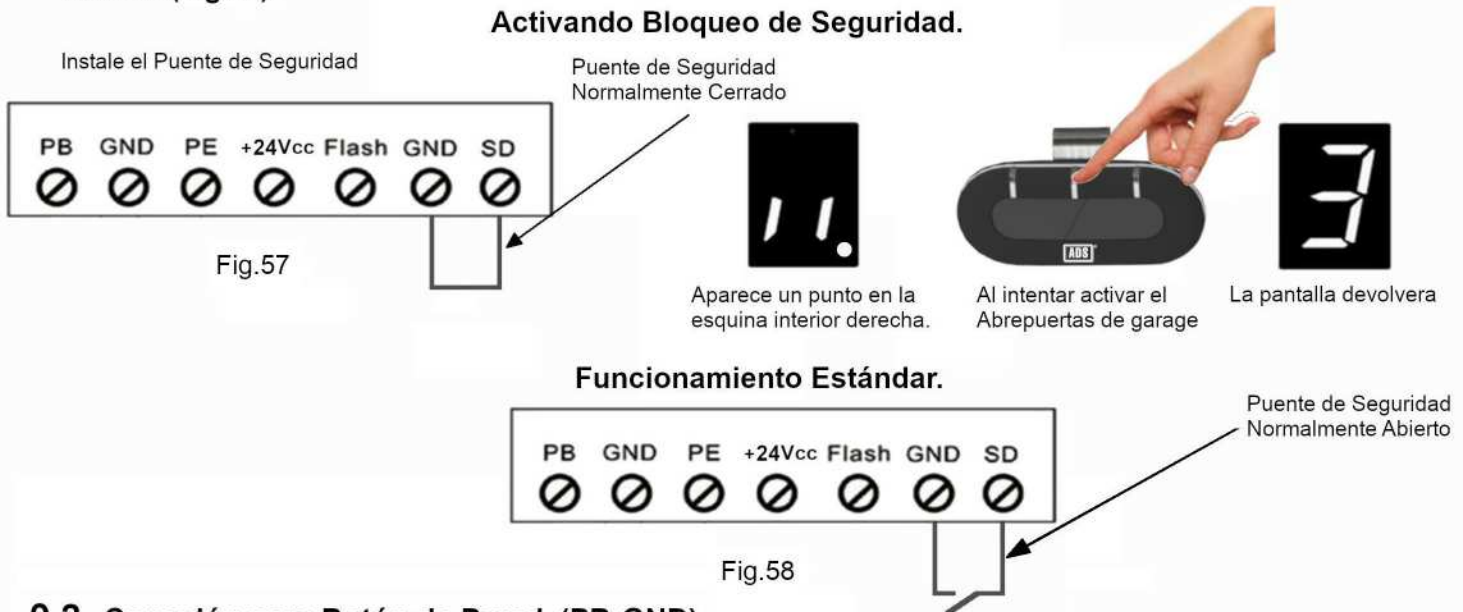 Activando Bloqueo de Seguridad.
Instale el Puente de Seguridad
Puente de Seguridad
Normalmente Cerrado
PB GND PE +24Vcc Flash GND SD
Fig.57
11
ADS
3
Aparece un punto en la
esquina interior derecha.
Al intentar activar el
Abrepuertas de garage
La pantalla devolvera
Funcionamiento Estándar.
Puente de Seguridad
Normalmente Abierto
PB GND PE +24Vcc Flash GND SD
Fig.58